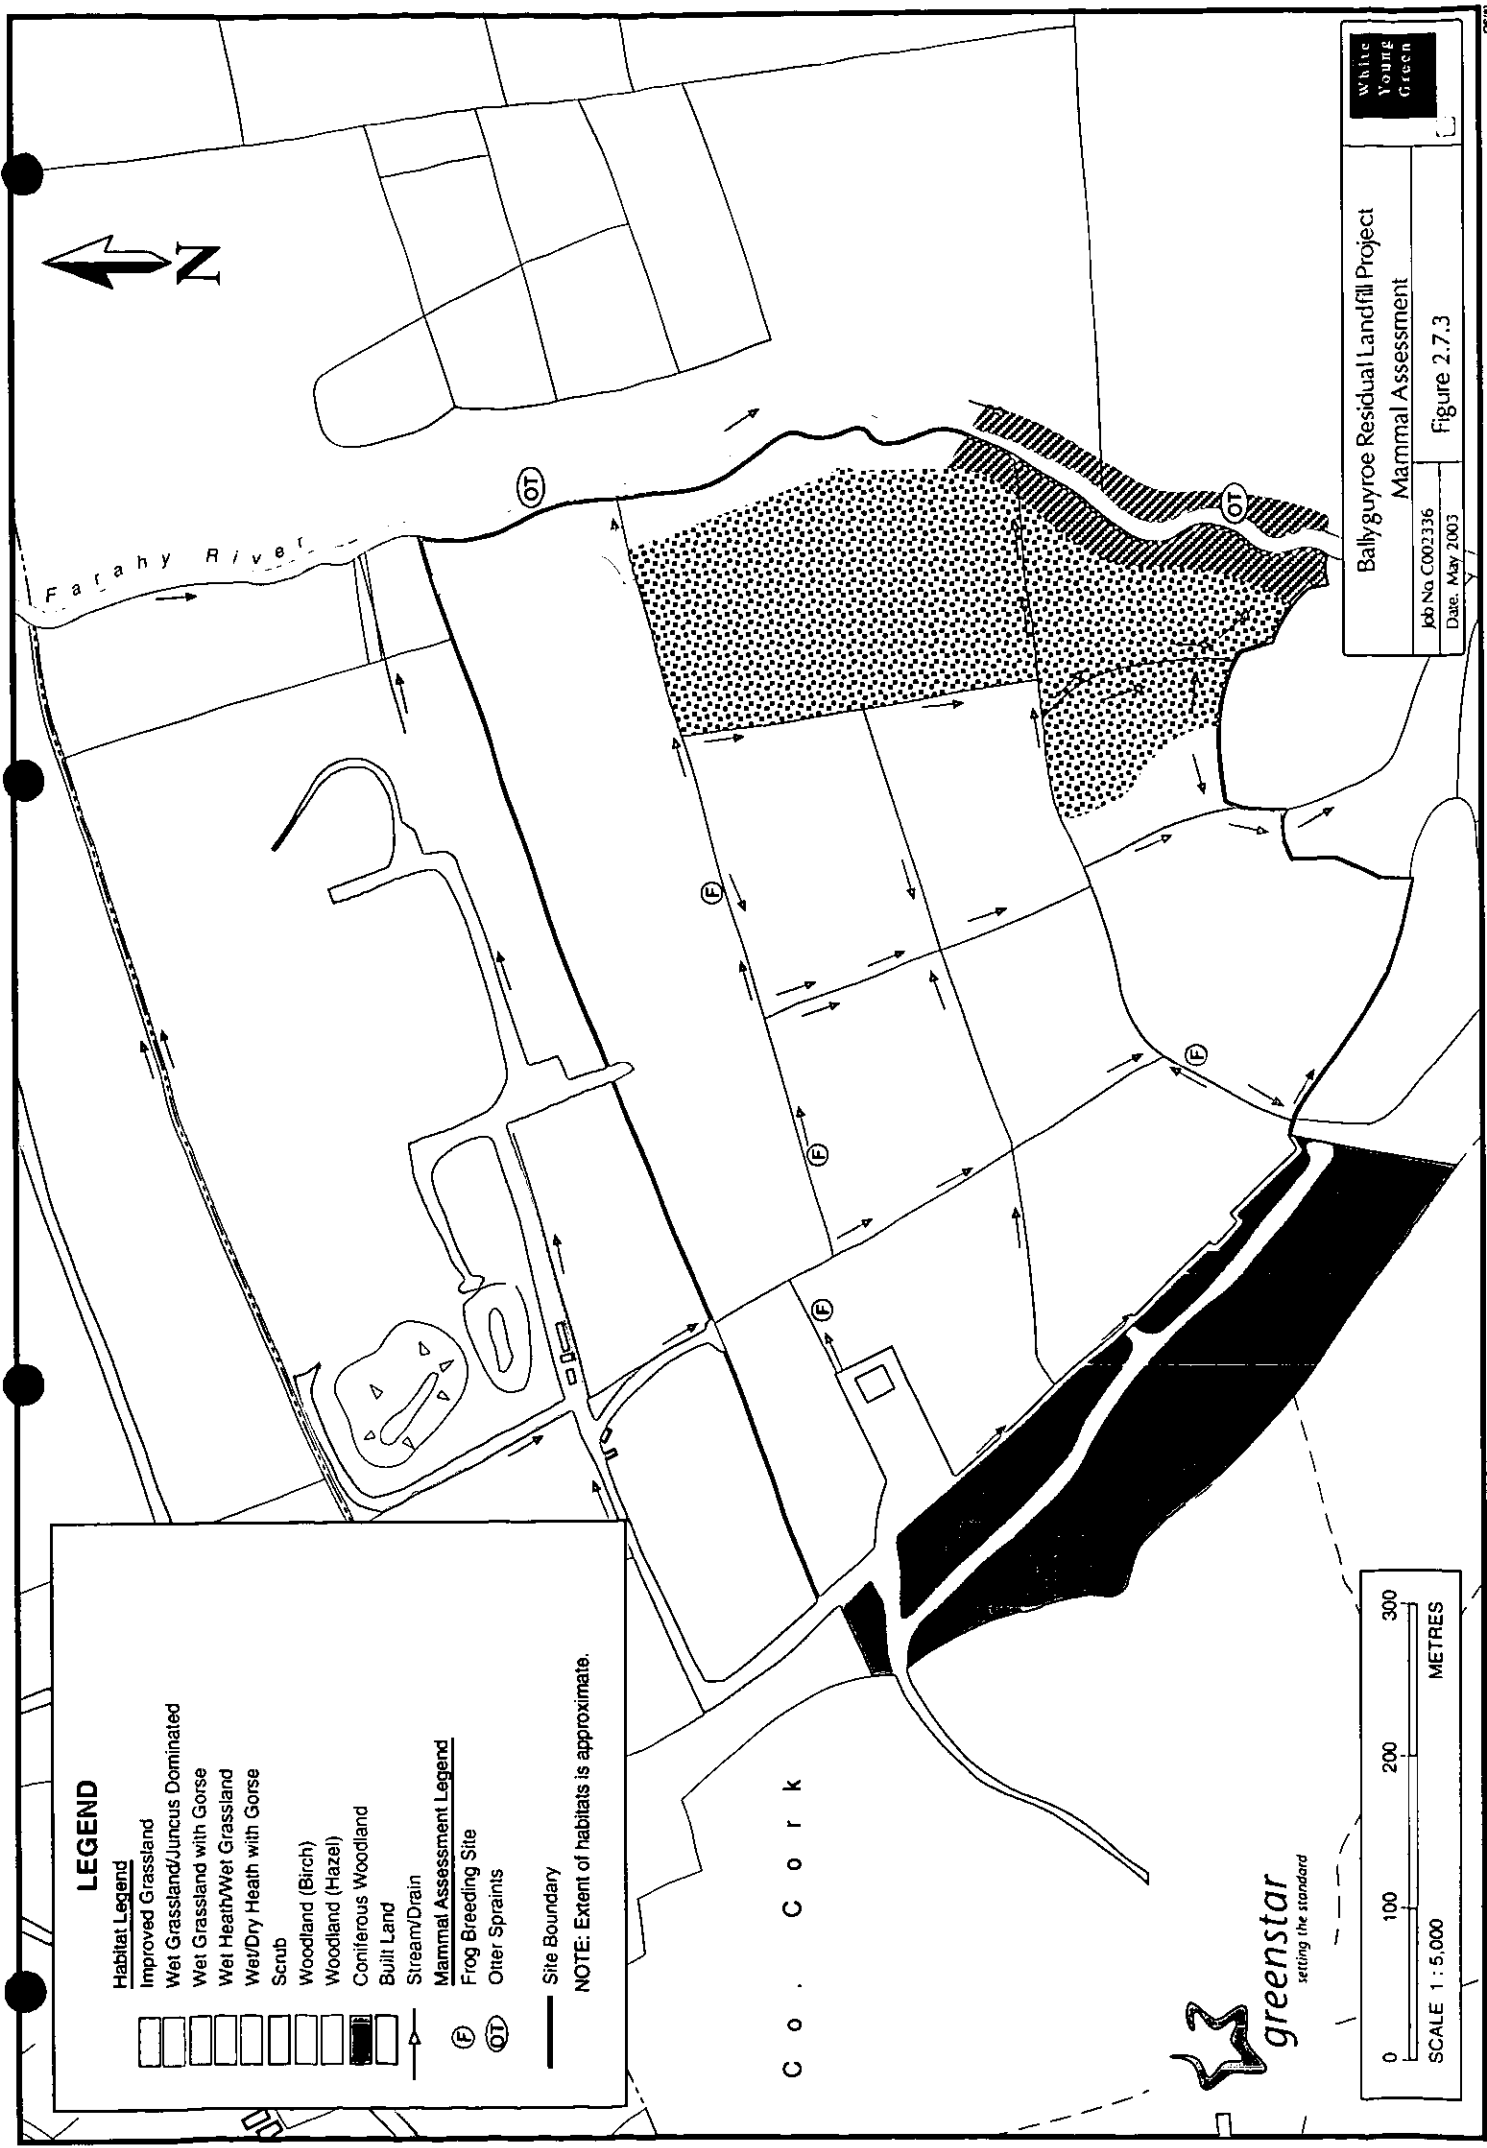 LEGEND
Habitat Legend
Improved Grassland
Wet Grassland/Juncus Dominated
Wet Grassland with Gorse
Wet Heath/Wet Grassland
Wet/Dry Heath with Gorse
Scrub
Woodland (Birch)
Woodland (Hazel)
Coniferous Woodland
Built Land
Stream/Drain
Mammal Assessment Legend
F Frog Breeding Site
OT Otter Spraints
Site Boundary
NOTE: Extent of habitats is approximate.
N
Farahy River
OT
OT
F
F
F
F
Co. Cork
greenstar
setting the standard
0 100 200 300
SCALE 1 : 5,000 METRES
Ballyguyroe Residual Landfill Project
Mammal Assessment
Job No. C002336
Date. May 2003
Figure 2.7.3
White
Young
Green